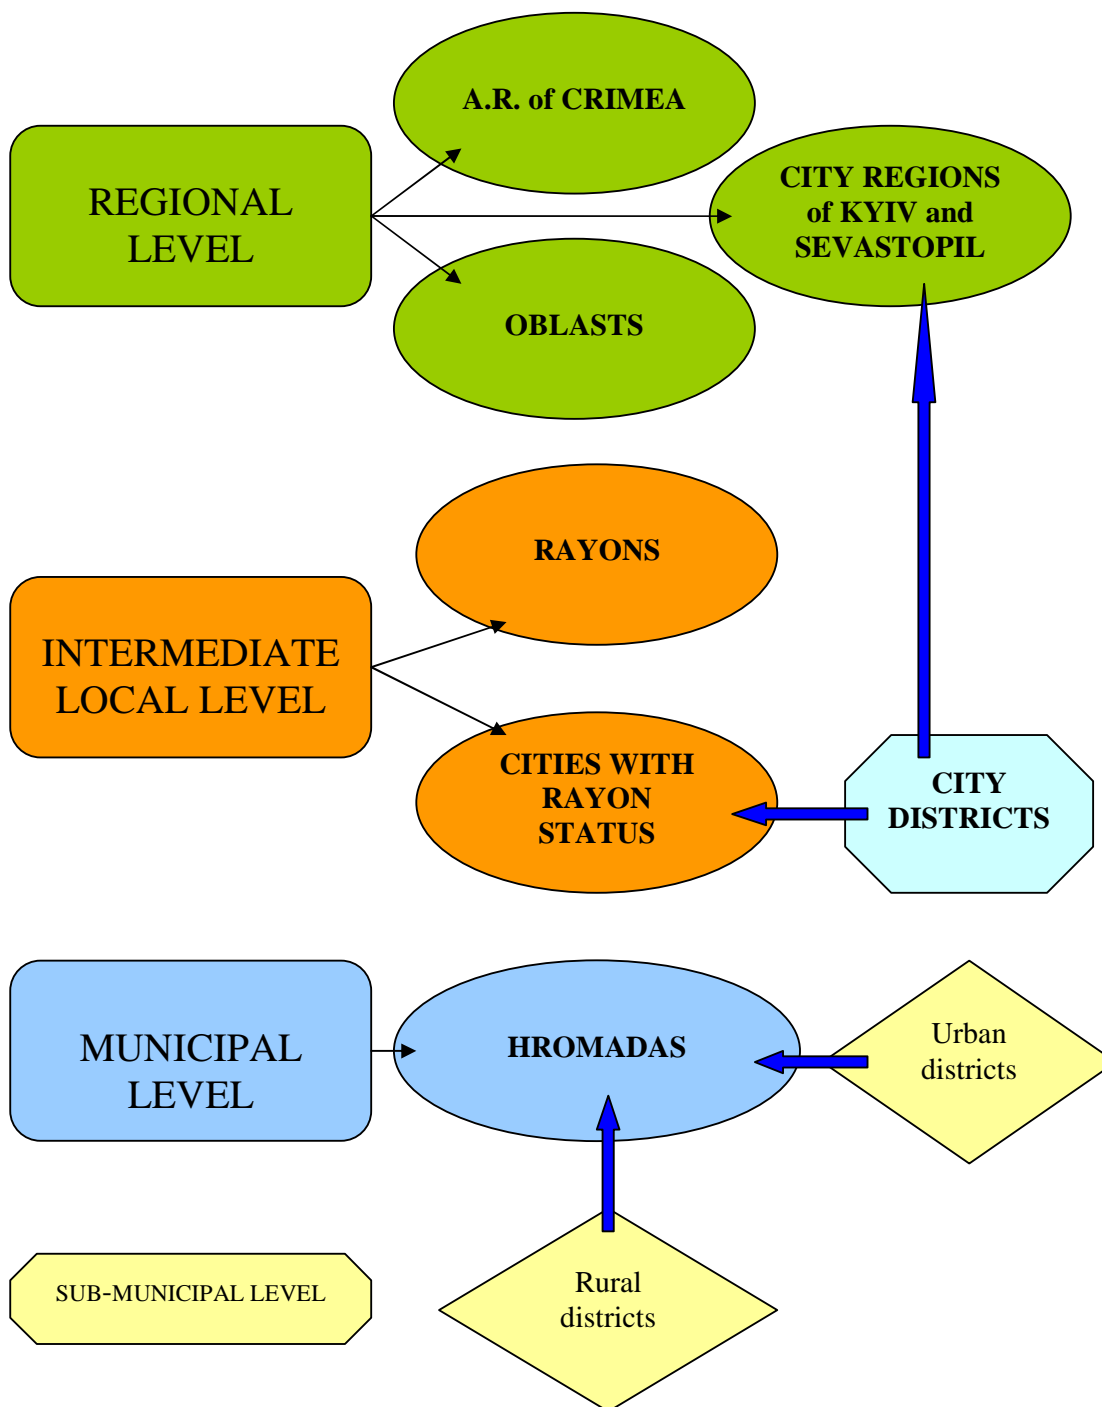 A.R. of CRIMEA
REGIONAL
LEVEL
CITY REGIONS
of KYIV and
SEVASTOPIL
OBLASTS
RAYONS
INTERMEDIATE
LOCAL LEVEL
CITIES WITH
RAYON
STATUS
CITY
DISTRICTS
MUNICIPAL
LEVEL
HROMADAS
Urban
districts
SUB-MUNICIPAL LEVEL
Rural
districts